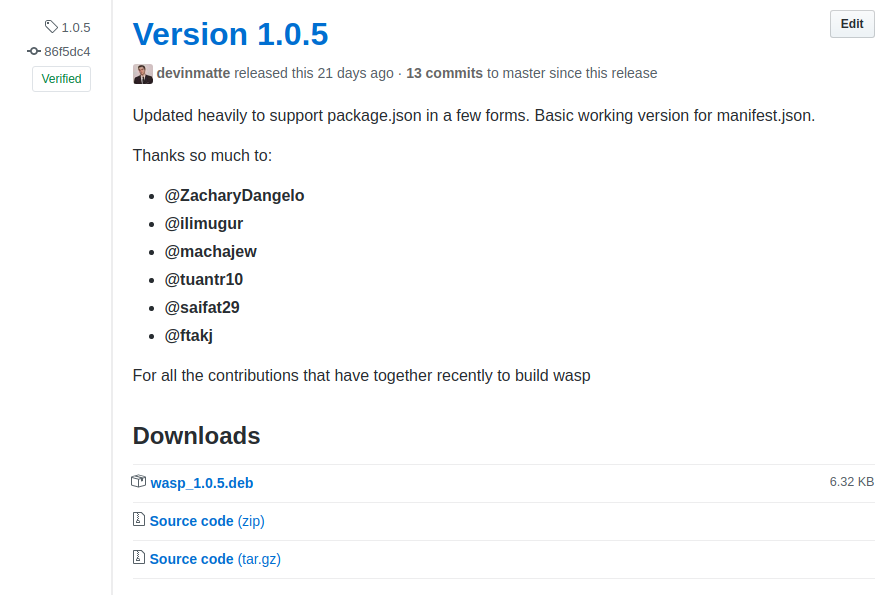 1.0.5
86f5dc4
Verified
Version 1.0.5
Edit
devinmatte released this 21 days ago · 13 commits to master since this release
Updated heavily to support package.json in a few forms. Basic working version for manifest.json.
Thanks so much to:
@ZacharyDangelo
@ilimugur
@machajew
@tuantr10
@saifat29
@ftakj
For all the contributions that have together recently to build wasp
Downloads
wasp_1.0.5.deb 6.32 KB
Source code (zip)
Source code (tar.gz)